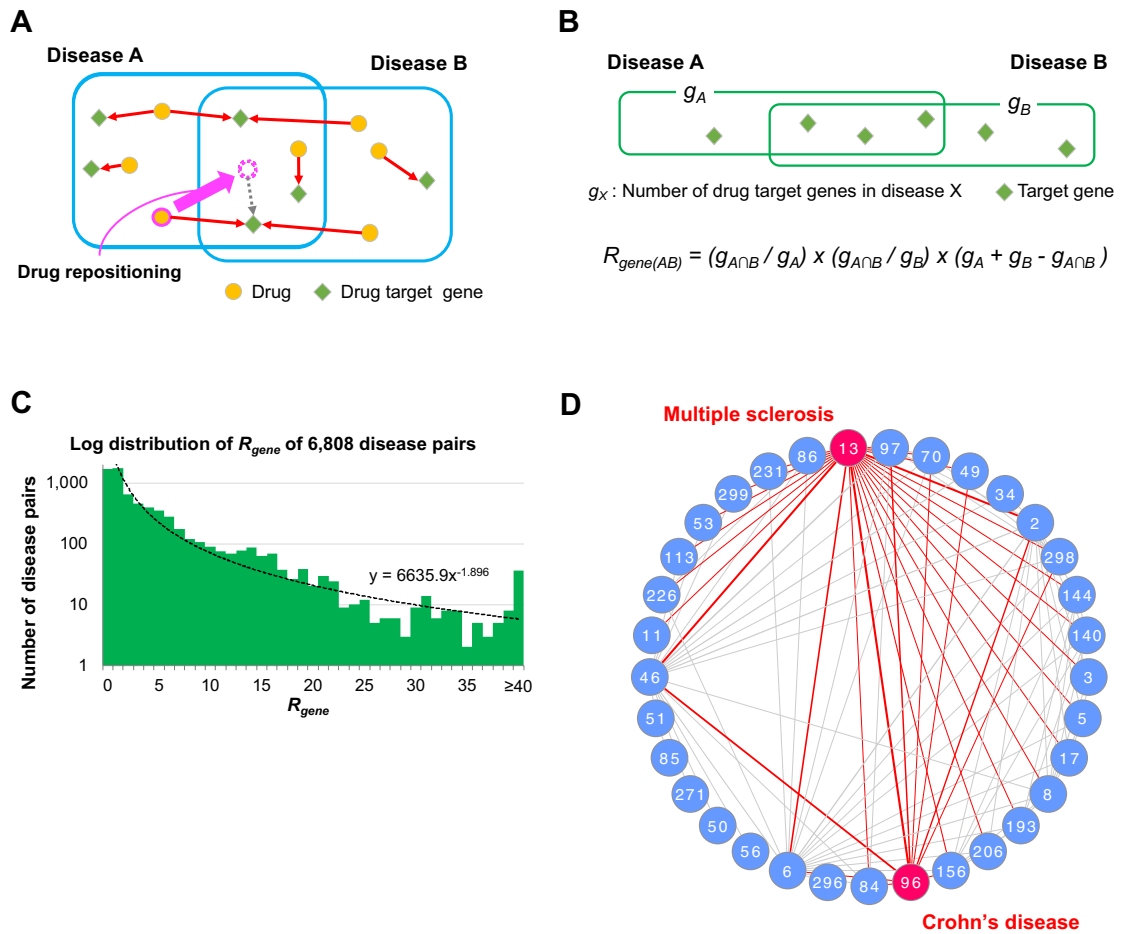 A
Disease A
Disease B
Drug repositioning
Drug
Drug target gene
B
Disease A
Disease B
gA
gB
gX : Number of drug target genes in disease X
Target gene
Rgene(AB) = (gA∩B / gA) x (gA∩B / gB) x (gA + gB - gA∩B )
C
Log distribution of Rgene of 6,808 disease pairs
Number of disease pairs
1,000
100
10
1
y = 6635.9x-1.896
0 5 10 15 20 22 30 35 ≥40
Rgene
D
Multiple sclerosis
13
97
70
49
34
2
298
144
140
3
5
17
8
193
206
156
96
84
296
6
56
50
271
85
51
46
11
226
113
53
299
231
86
Crohn's disease